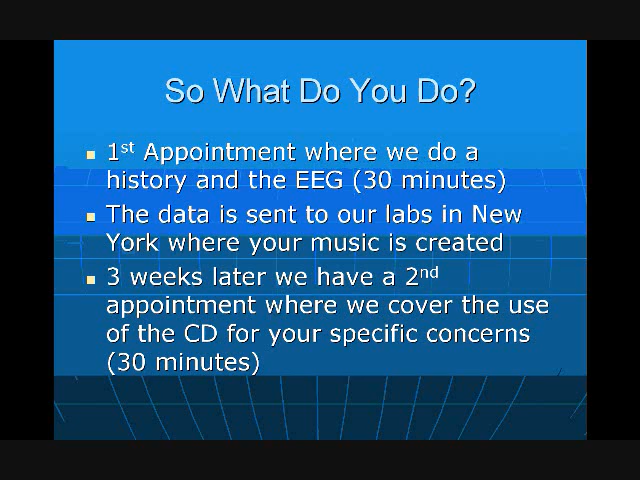 So What Do You Do?
1st Appointment where we do a
history and the EEG (30 minutes)
The data is sent to our labs in New
York where your music is created
3 weeks later we have a 2nd
appointment where we cover the use
of the CD for your specific concerns
(30 minutes)